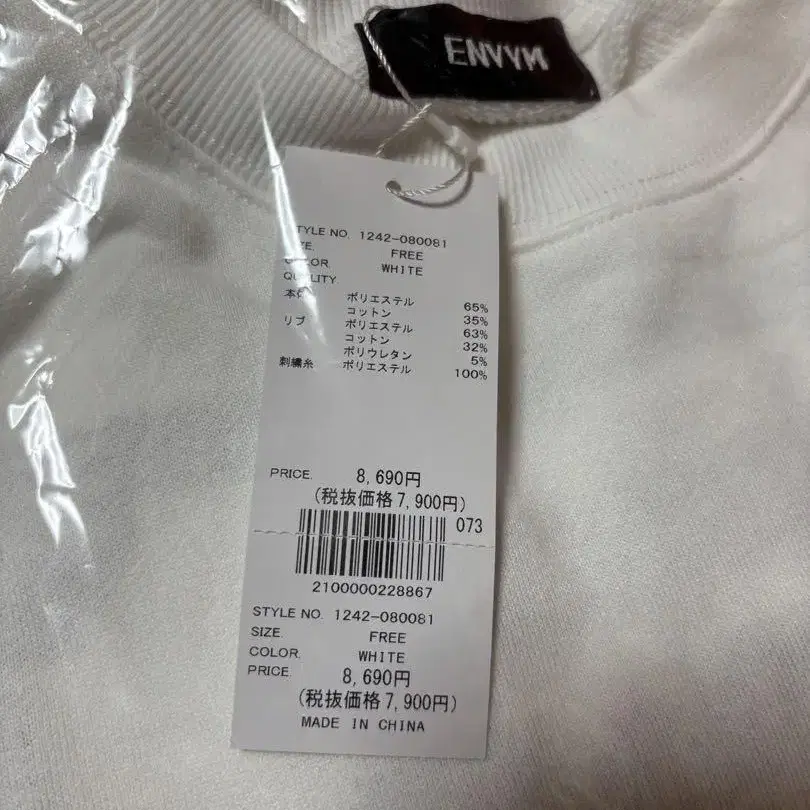 ENVYM
STYLE NO. 1242-080081
SIZE. FREE
COLOR. WHITE
QUALITY
本体 ポリエステル 65%
コットン 35%
リブ ポリエステル 63%
コットン 32%
ポリウレタン 5%
刺繍糸 ポリエステル 100%
PRICE. 8,690円
(税抜価格7,900円)
073
2100000228867
STYLE NO. 1242-080081
SIZE. FREE
COLOR. WHITE
PRICE. 8,690円
(税抜価格7,900円)
MADE IN CHINA